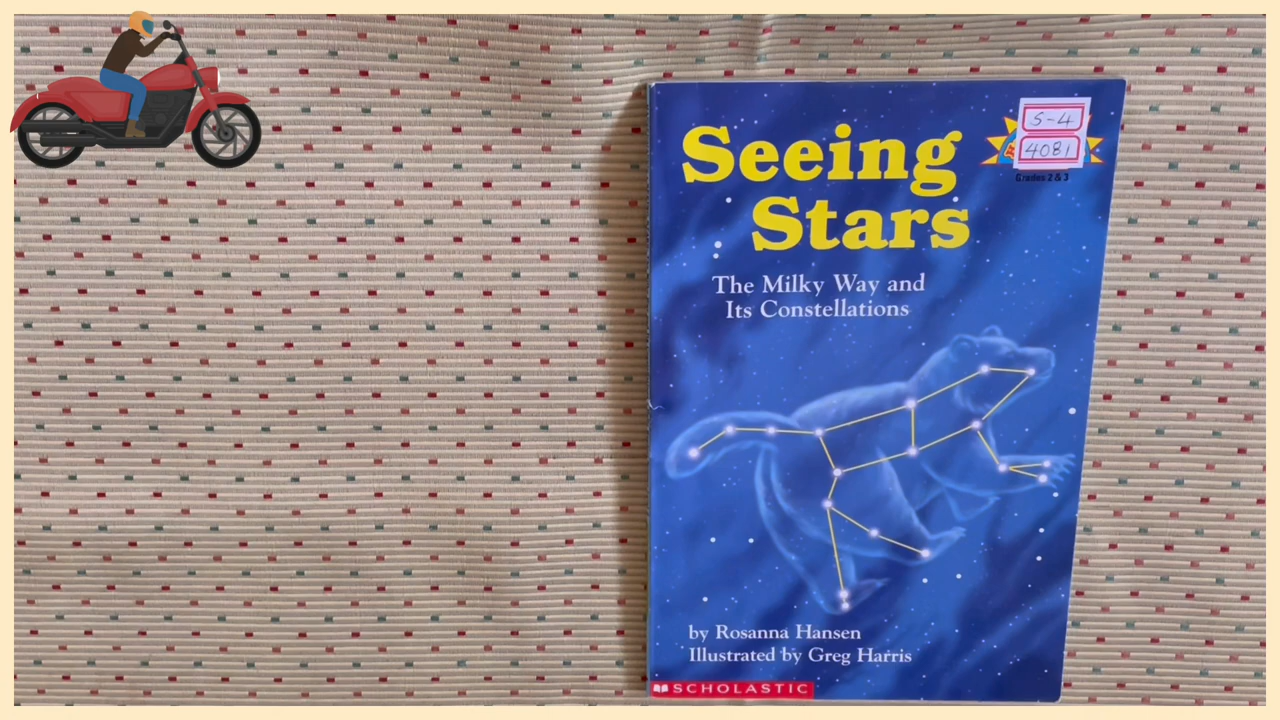 Seeing
Stars
S-4
4081
Grades 2 & 3
The Milky Way and
Its Constellations
by Rosanna Hansen
Illustrated by Greg Harris
SCHOLASTIC